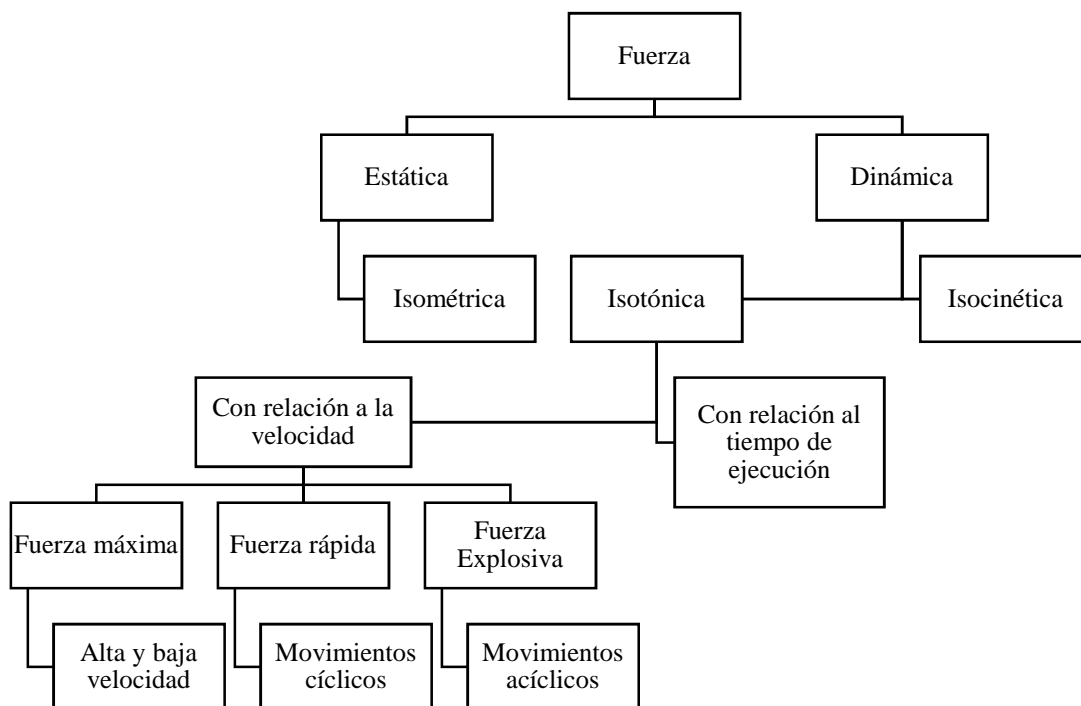 Fuerza
Estática
Dinámica
Isométrica
Isotónica
Isocinética
Con relación a la
velocidad
Con relación al
tiempo de
ejecución
Fuerza máxima
Fuerza rápida
Fuerza
Explosiva
Alta y baja
velocidad
Movimientos
cíclicos
Movimientos
acíclicos